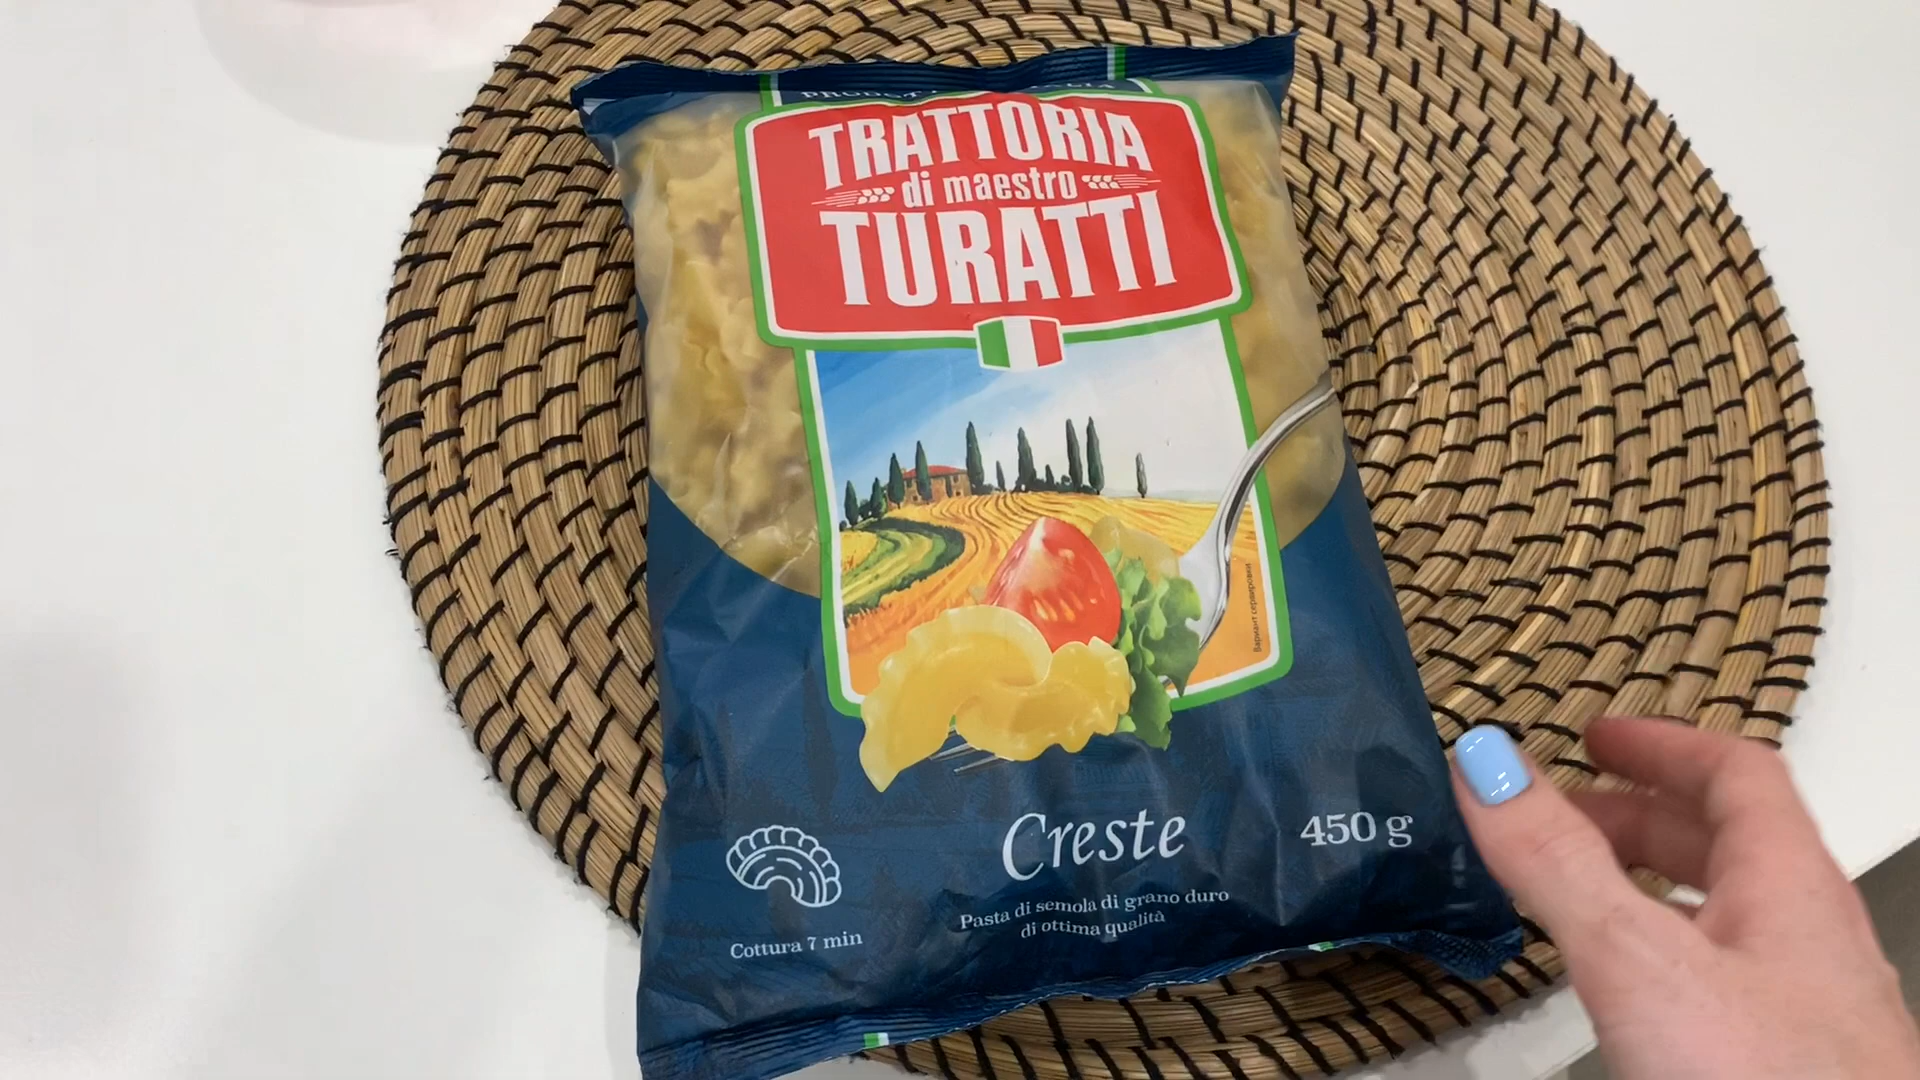 TRATTORIA
di maestro
TURATTI
Вариант сервировки
Creste
450 g
Pasta di semola di grano duro
di ottima qualità
Cottura 7 min